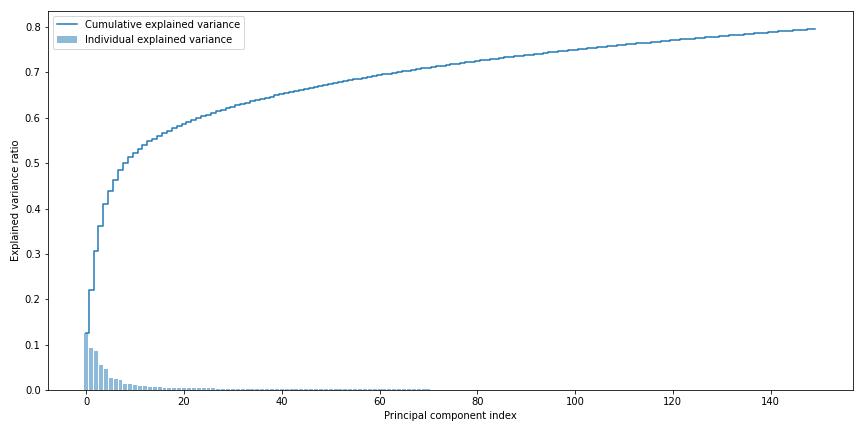 Cumulative explained variance
Individual explained variance
Explained variance ratio
0.8
0.7
0.6
0.5
0.4
0.3
0.2
0.1
0.0
0 20 40 60 80 100 120 140
Principal component index